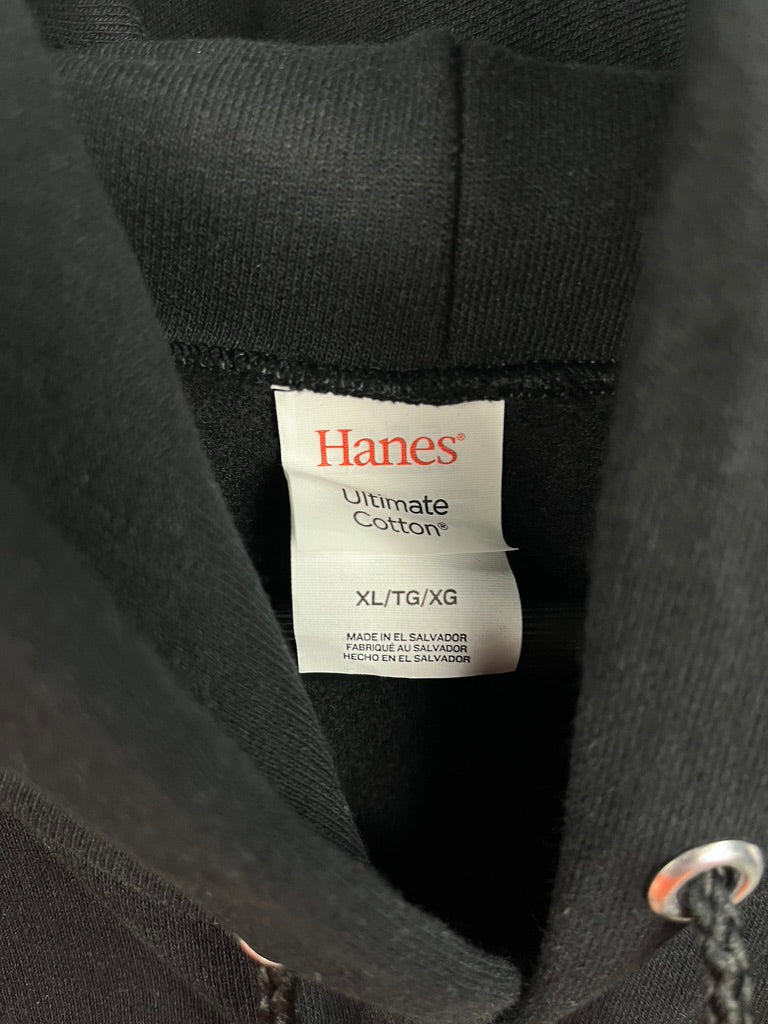 Hanes®
Ultimate
Cotton®
XL/TG/XG
MADE IN EL SALVADOR
FABRIQUÉ AU SALVADOR
HECHO EN EL SALVADOR